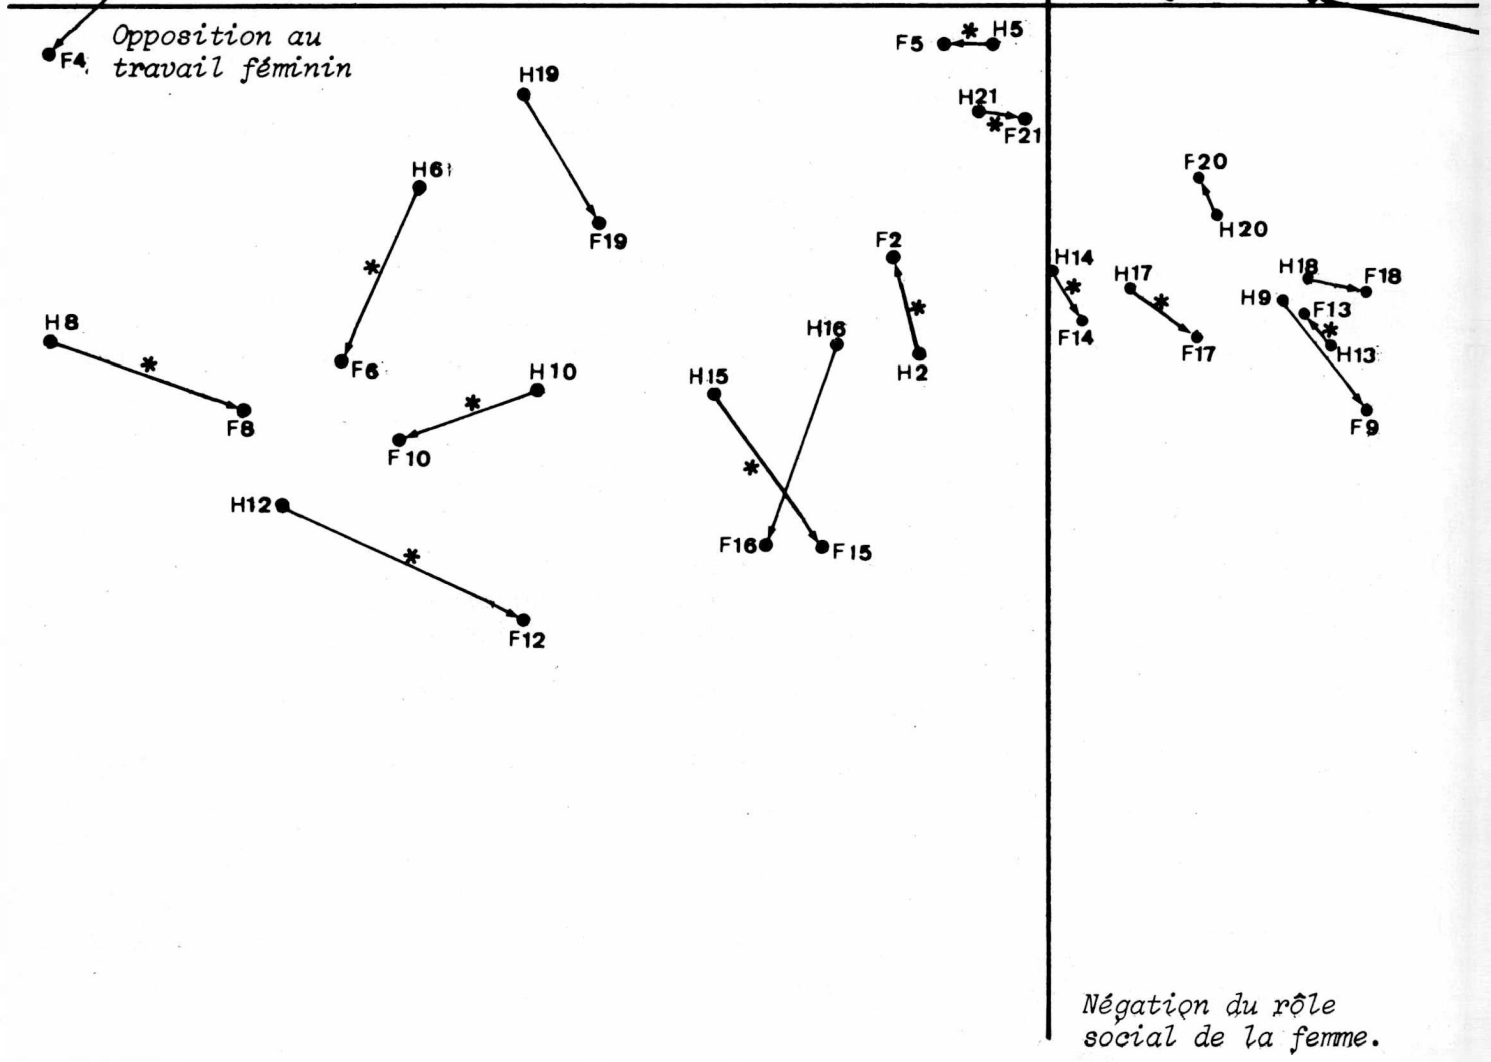 Opposition au
travail féminin
F4
H19
F5
*
H5
H21
*
F21
H6
F20
H20
F19
F2
*
H14
*
H17
*
H18
F18
H9
F13
*
H13
H8
*
*
F6
H16
*
H2
F14
F17
F8
H10
*
F10
H15
*
F9
H12
*
F16
F15
F12
Négation du rôle
social de la femme.